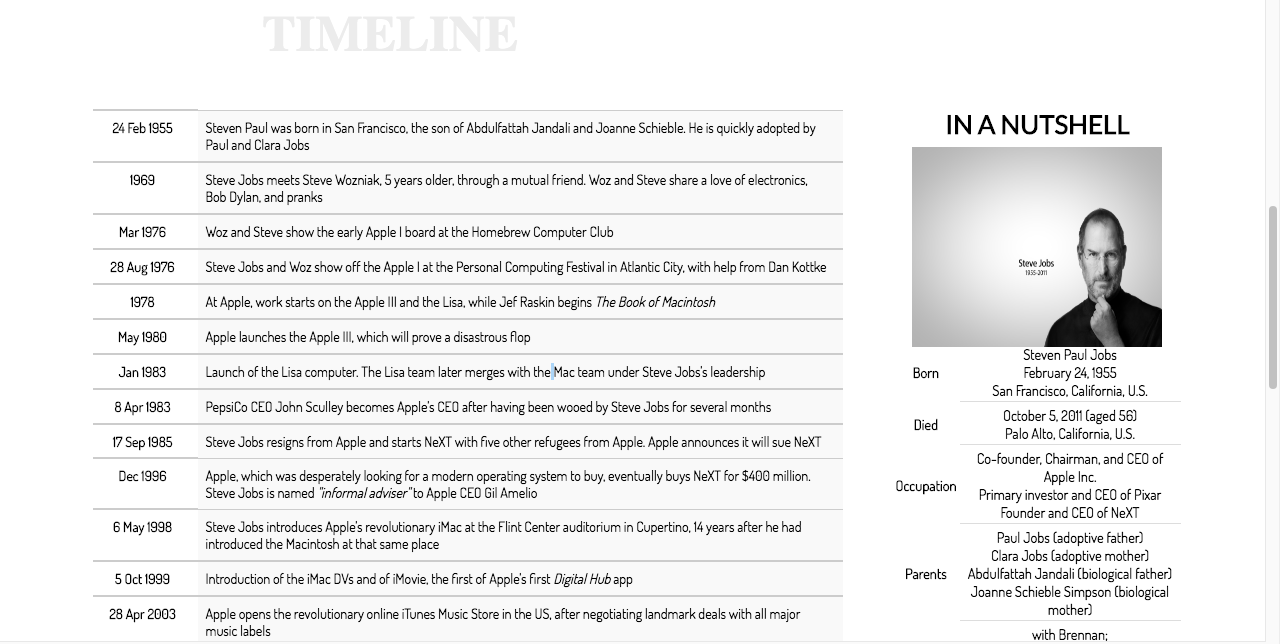 TIMELINE
24 Feb 1955
Steven Paul was born in San Francisco, the son of Abdulfattah Jandali and Joanne Schieble. He is quickly adopted by
Paul and Clara Jobs
1969
Steve Jobs meets Steve Wozniak, 5 years older, through a mutual friend. Woz and Steve share a love of electronics,
Bob Dylan, and pranks
Mar 1976
Woz and Steve show the early Apple I board at the Homebrew Computer Club
28 Aug 1976
Steve Jobs and Woz show off the Apple I at the Personal Computing Festival in Atlantic City, with help from Dan Kottke
1978
At Apple, work starts on the Apple III and the Lisa, while Jef Raskin begins The Book of Macintosh
May 1980
Apple launches the Apple III, which will prove a disastrous flop
Jan 1983
Launch of the Lisa computer. The Lisa team later merges with the Mac team under Steve Jobs's leadership
8 Apr 1983
PepsiCo CEO John Sculley becomes Apple's CEO after having been wooed by Steve Jobs for several months
17 Sep 1985
Steve Jobs resigns from Apple and starts NeXT with five other refugees from Apple. Apple announces it will sue NeXT
Dec 1996
Apple, which was desperately looking for a modern operating system to buy, eventually buys NeXT for $400 million.
Steve Jobs is named "informal adviser" to Apple CEO Gil Amelio
6 May 1998
Steve Jobs introduces Apple's revolutionary iMac at the Flint Center auditorium in Cupertino, 14 years after he had
introduced the Macintosh at that same place
5 Oct 1999
Introduction of the iMac DVs and of iMovie, the first of Apple's first Digital Hub app
28 Apr 2003
Apple opens the revolutionary online iTunes Music Store in the US, after negotiating landmark deals with all major
music labels
IN A NUTSHELL
Steve Jobs
1955-2011
Born
Steven Paul Jobs
February 24, 1955
San Francisco, California, U.S.
Died
October 5, 2011 (aged 56)
Palo Alto, California, U.S.
Occupation
Co-founder, Chairman, and CEO of
Apple Inc.
Primary investor and CEO of Pixar
Founder and CEO of NeXT
Parents
Paul Jobs (adoptive father)
Clara Jobs (adoptive mother)
Abdulfattah Jandali (biological father)
Joanne Schieble Simpson (biological
mother)
with Brennan;